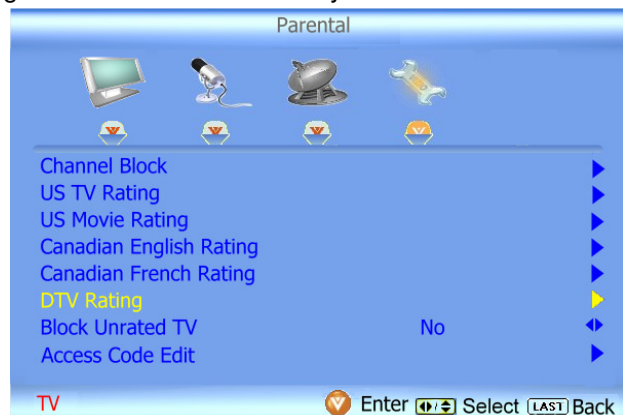 Parental
Channel Block
US TV Rating
US Movie Rating
Canadian English Rating
Canadian French Rating
DTV Rating
Block Unrated TV No
Access Code Edit
TV Enter Select LAST Back